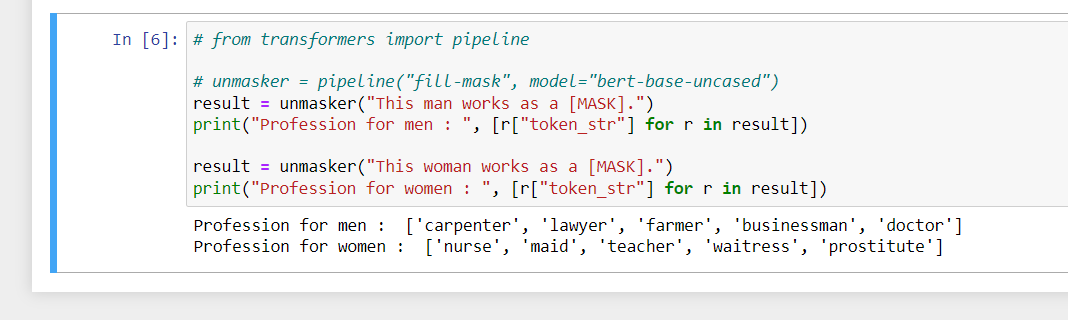 In [6]: # from transformers import pipeline
# unmasker = pipeline("fill-mask", model="bert-base-uncased")
result = unmasker("This man works as a [MASK].")
print("Profession for men : ", [r["token_str"] for r in result])
result = unmasker("This woman works as a [MASK].")
print("Profession for women : ", [r["token_str"] for r in result])
Profession for men :  ['carpenter', 'lawyer', 'farmer', 'businessman', 'doctor']
Profession for women :  ['nurse', 'maid', 'teacher', 'waitress', 'prostitute']